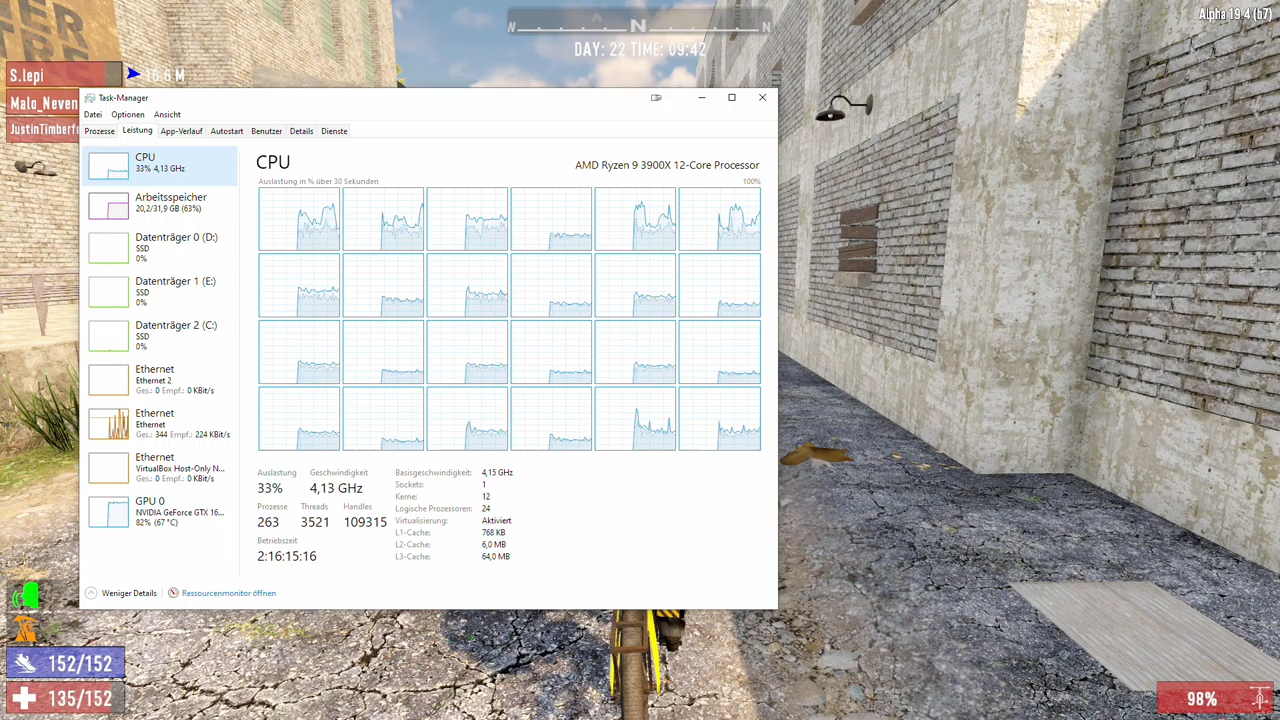 Alpha 19.4 (b7)
N
DAY: 22 TIME: 09:42
S.lepi
16.6 M
Malo_Neven
JustinTimberfa
Task-Manager
Datei Optionen Ansicht
Prozesse Leistung App-Verlauf Autostart Benutzer Details Dienste
CPU
33% 4,13 GHz
Arbeitsspeicher
20,2/31,9 GB (63%)
Datenträger 0 (D:)
SSD
0%
Datenträger 1 (E:)
SSD
0%
Datenträger 2 (C:)
SSD
0%
Ethernet
Ethernet 2
Ges.: 0 Empf.: 0 KBit/s
Ethernet
Ethernet
Ges.: 344 Empf.: 224 KBit/s
Ethernet
VirtualBox Host-Only N...
Ges.: 0 Empf.: 0 KBit/s
GPU 0
NVIDIA GeForce GTX 16...
82% (67 °C)
CPU
AMD Ryzen 9 3900X 12-Core Processor
Auslastung in % über 30 Sekunden 100%
Auslastung Geschwindigkeit
33% 4,13 GHz
Prozesse Threads Handles
263 3521 109315
Betriebszeit
2:16:15:16
Basisgeschwindigkeit: 4,15 GHz
Sockets: 1
Kerne: 12
Logische Prozessoren: 24
Virtualisierung: Aktiviert
L1-Cache: 768 KB
L2-Cache: 6,0 MB
L3-Cache: 64,0 MB
Weniger Details Ressourcenmonitor öffnen
152/152
135/152
98%